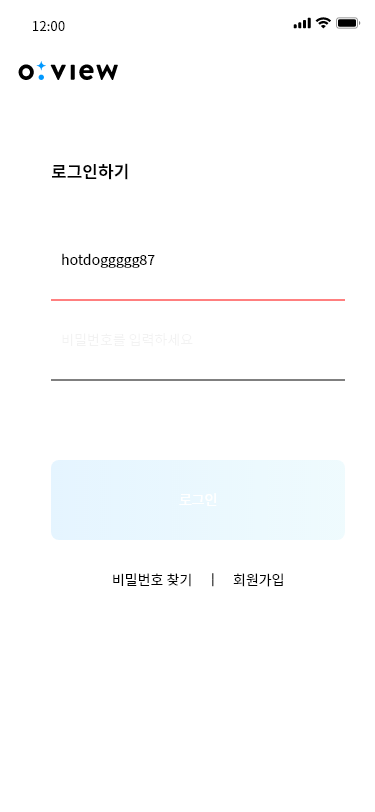 12:00
o:view
로그인하기
hotdoggggg87
비밀번호를 입력하세요
로그인
비밀번호 찾기 | 회원가입